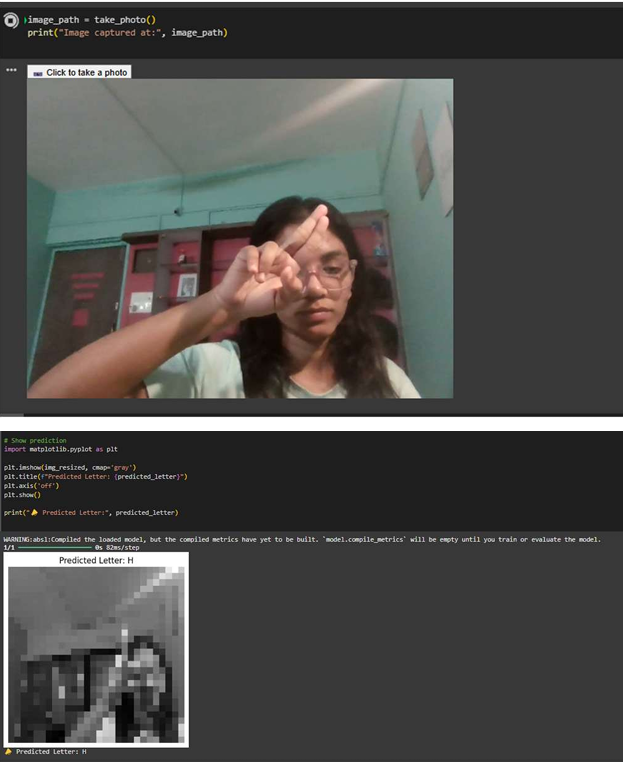 image_path = take_photo()
print("Image captured at:", image_path)
Click to take a photo
# Show prediction
import matplotlib.pyplot as plt
plt.imshow(img_resized, cmap='gray')
plt.title(f"Predicted Letter: {predicted_letter}")
plt.axis('off')
plt.show()
print("🔔 Predicted Letter:", predicted_letter)
WARNING:absl:Compiled the loaded model, but the compiled metrics have yet to be built. `model.compile_metrics` will be empty until you train or evaluate the model.
1/1 ━━━━━━━━━━ 0s 82ms/step
Predicted Letter: H
Predicted Letter: H